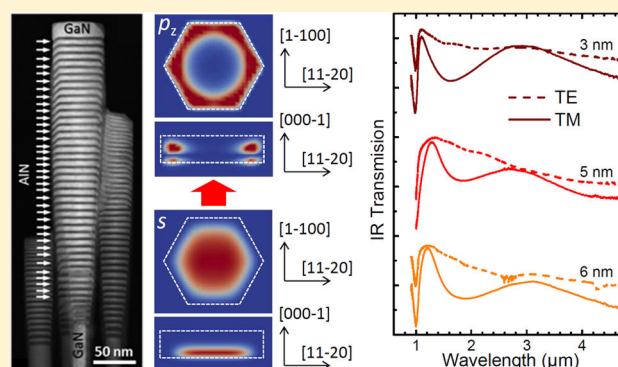 GaN
AlN
GaN
50 nm
pz
[1-100]
[11-20]
[000-1]
[11-20]
s
[1-100]
[11-20]
[000-1]
[11-20]
IR Transmision
3 nm
TE
TM
5 nm
6 nm
1 2 3 4
Wavelength (μm)